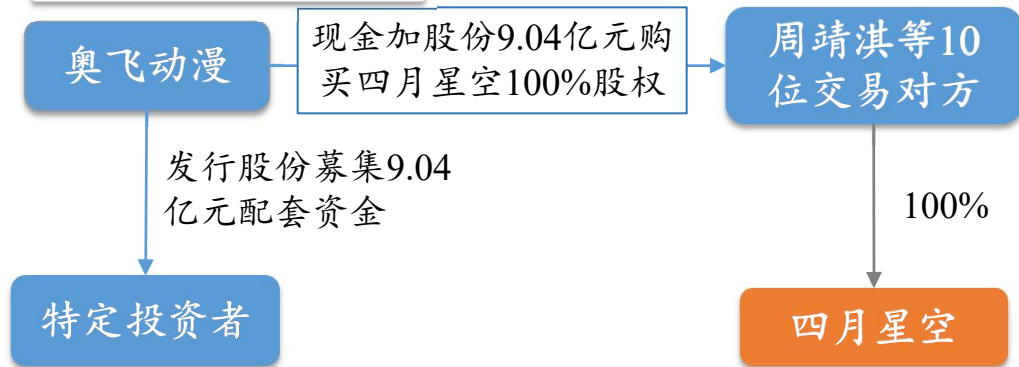 奥飞动漫
现金加股份9.04亿元购
买四月星空100%股权
周靖淇等10
位交易对方
发行股份募集9.04
亿元配套资金
100%
特定投资者
四月星空